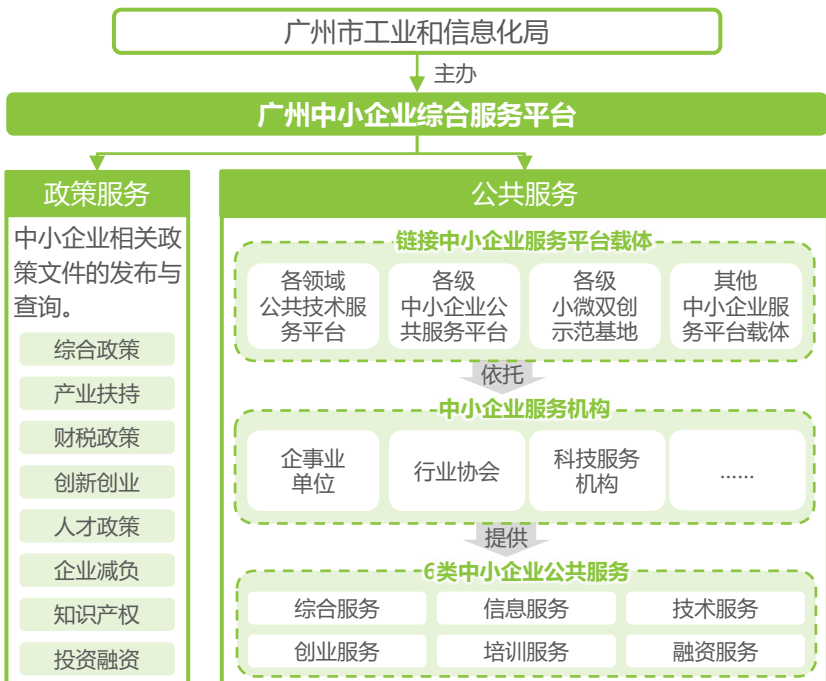 广州市工业和信息化局
主办
广州中小企业综合服务平台
政策服务
中小企业相关政
策文件的发布与
查询。
综合政策
产业扶持
财税政策
创新创业
人才政策
企业减负
知识产权
投资融资
公共服务
链接中小企业服务平台载体
各领域
公共技术服
务平台
各级
中小企业公
共服务平台
各级
小微双创
示范基地
其他
中小企业服
务平台载体
依托
中小企业服务机构
企事业
单位
行业协会
科技服务
机构
......
提供
6类中小企业公共服务
综合服务
信息服务
技术服务
创业服务
培训服务
融资服务